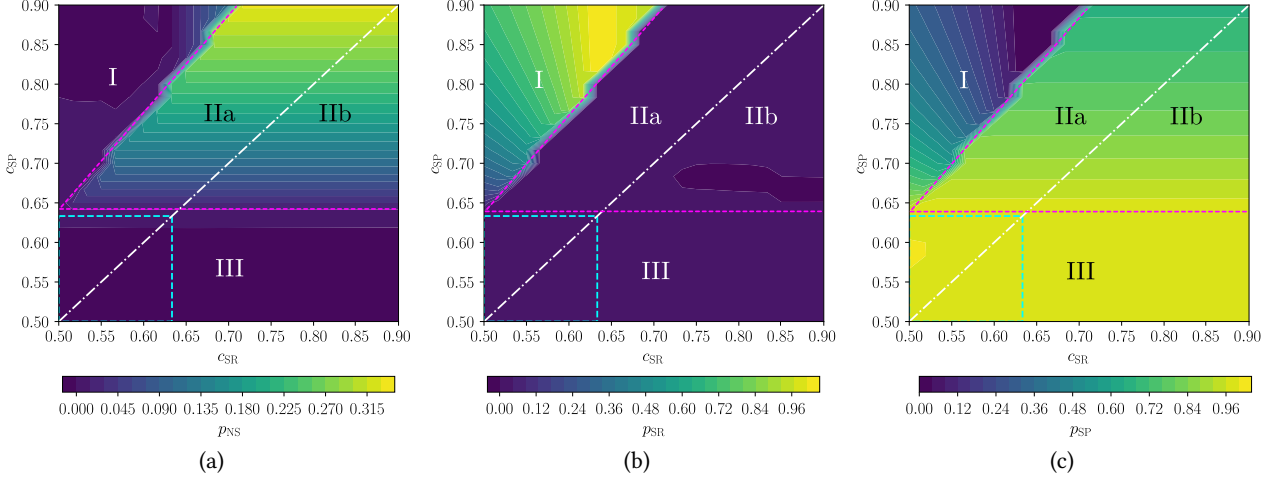 0.90
0.85
0.80
0.75
0.70
0.65
0.60
0.55
0.50
c_SP
I
IIa
IIb
III
0.50 0.55 0.60 0.65 0.70 0.75 0.80 0.85 0.90
c_SR
0.000 0.045 0.090 0.135 0.180 0.225 0.270 0.315
p_NS
(a)
0.90
0.85
0.80
0.75
0.70
0.65
0.60
0.55
0.50
c_SP
I
IIa
IIb
III
0.50 0.55 0.60 0.65 0.70 0.75 0.80 0.85 0.90
c_SR
0.00 0.12 0.24 0.36 0.48 0.60 0.72 0.84 0.96
p_SR
(b)
0.90
0.85
0.80
0.75
0.70
0.65
0.60
0.55
0.50
c_SP
I
IIa
IIb
III
0.50 0.55 0.60 0.65 0.70 0.75 0.80 0.85 0.90
c_SR
0.00 0.12 0.24 0.36 0.48 0.60 0.72 0.84 0.96
p_SP
(c)